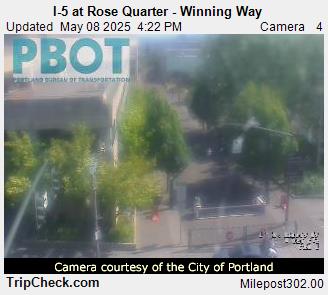 I-5 at Rose Quarter - Winning Way
Updated May 08 2025 4:22 PM Camera 4
PBOT
PORTLAND BUREAU OF TRANSPORTATION
Camera courtesy of the City of Portland
TripCheck.com Milepost302.00